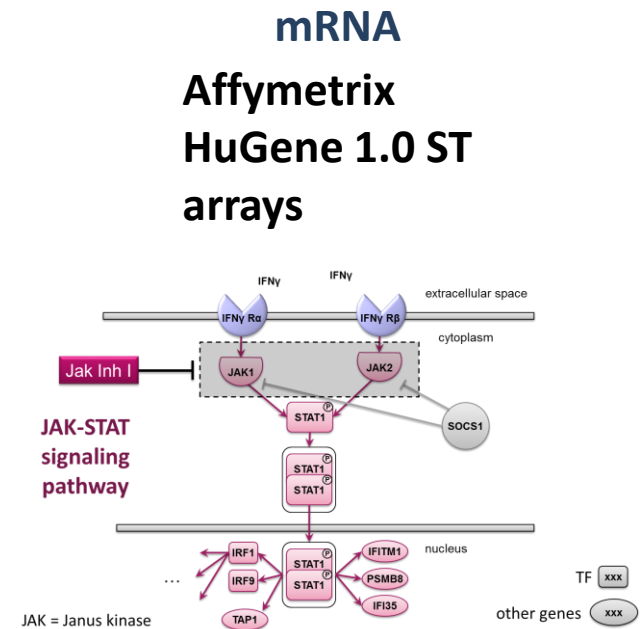 mRNA
Affymetrix
HuGene 1.0 ST
arrays
IFNγ
IFNγ
extracellular space
IFNγ Rα
IFNγ Rβ
cytoplasm
Jak Inh I
JAK1
JAK2
STAT1
P
SOCS1
JAK-STAT
signaling
pathway
P
STAT1
STAT1
nucleus
IRF1
P
STAT1
STAT1
IFITM1
...
IRF9
PSMB8
TF
xxx
TAP1
IFI35
JAK = Janus kinase
other genes
xxx